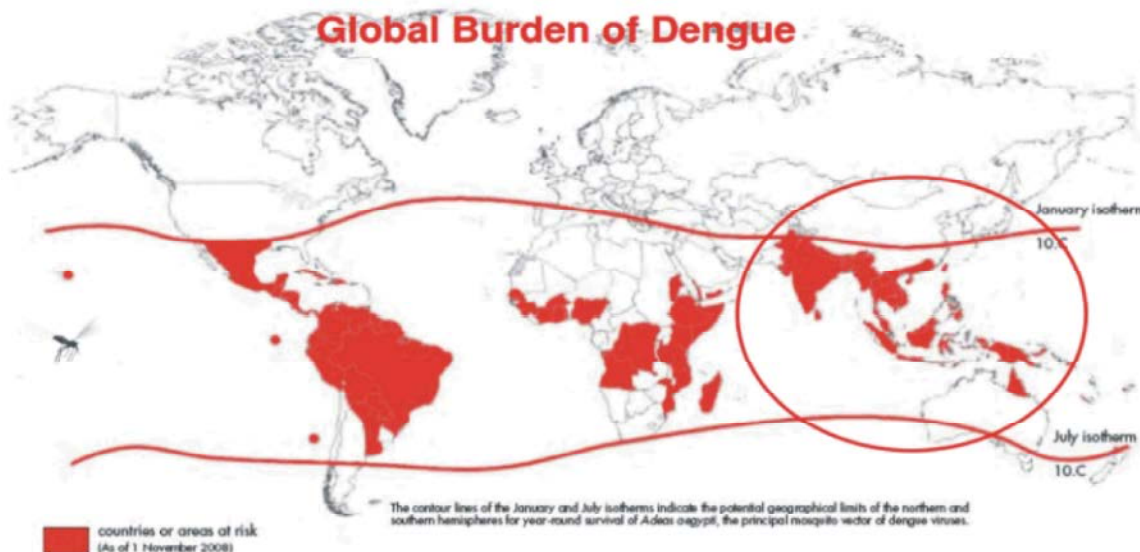 Global Burden of Dengue
January isotherm
10.C
July isotherm
10.C
The contour lines of the January and July isotherms indicate the potential geographical limits of the northern and
southern hemispheres for year-round survival of Adeas aegypti, the principal mosquito vector of dengue viruses.
countries or areas at risk
(As of 1 November 2008)